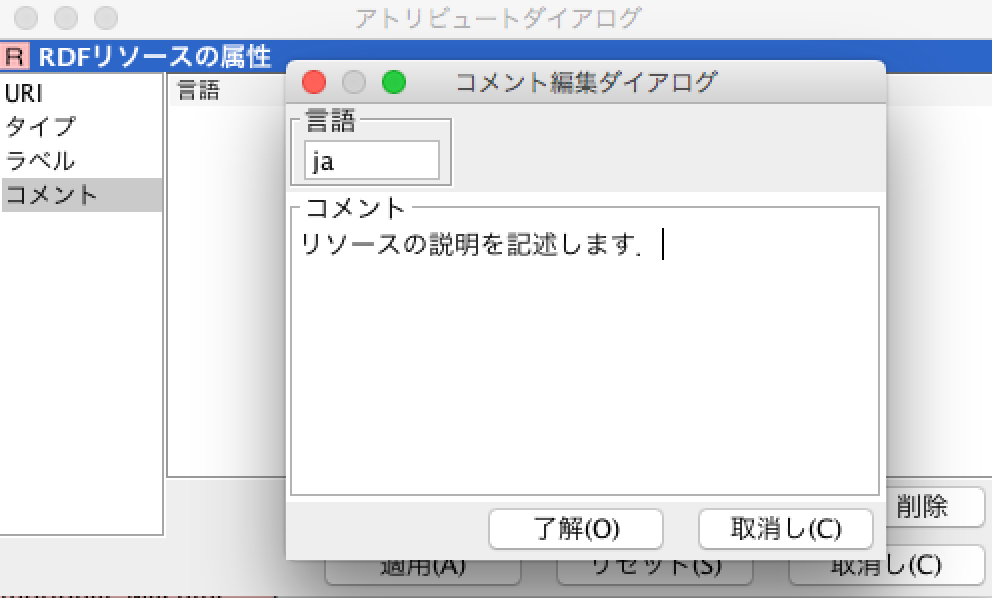 アトリビュートダイアログ
R RDFリソースの属性
URI
タイプ
ラベル
コメント
言語
コメント編集ダイアログ
言語
ja
コメント
リソースの説明を記述します．
了解(O)
取消し(C)
削除
適用(A)
リセット(S)
取消し(C)